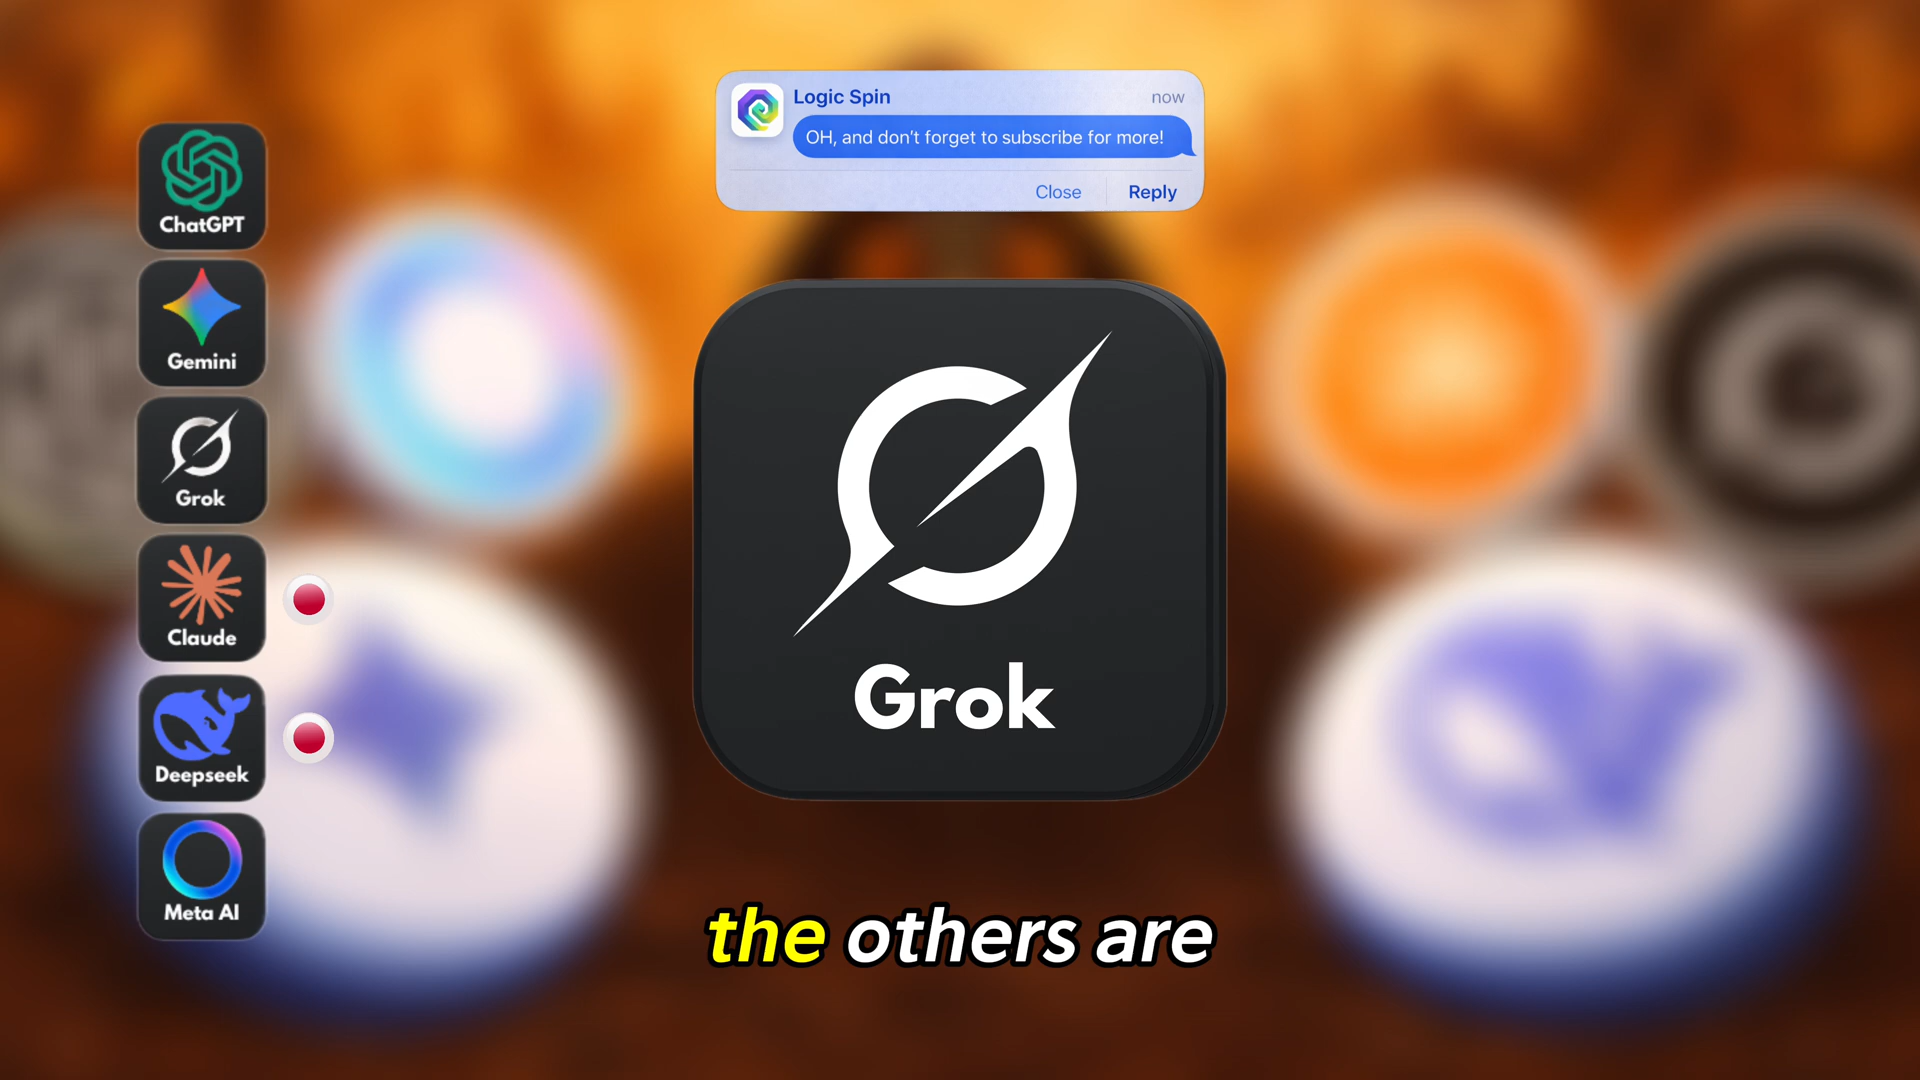 Logic Spin
now
OH, and don't forget to subscribe for more!
Close
Reply
ChatGPT
Gemini
Grok
Claude
Deepseek
Meta AI
Grok
the others are